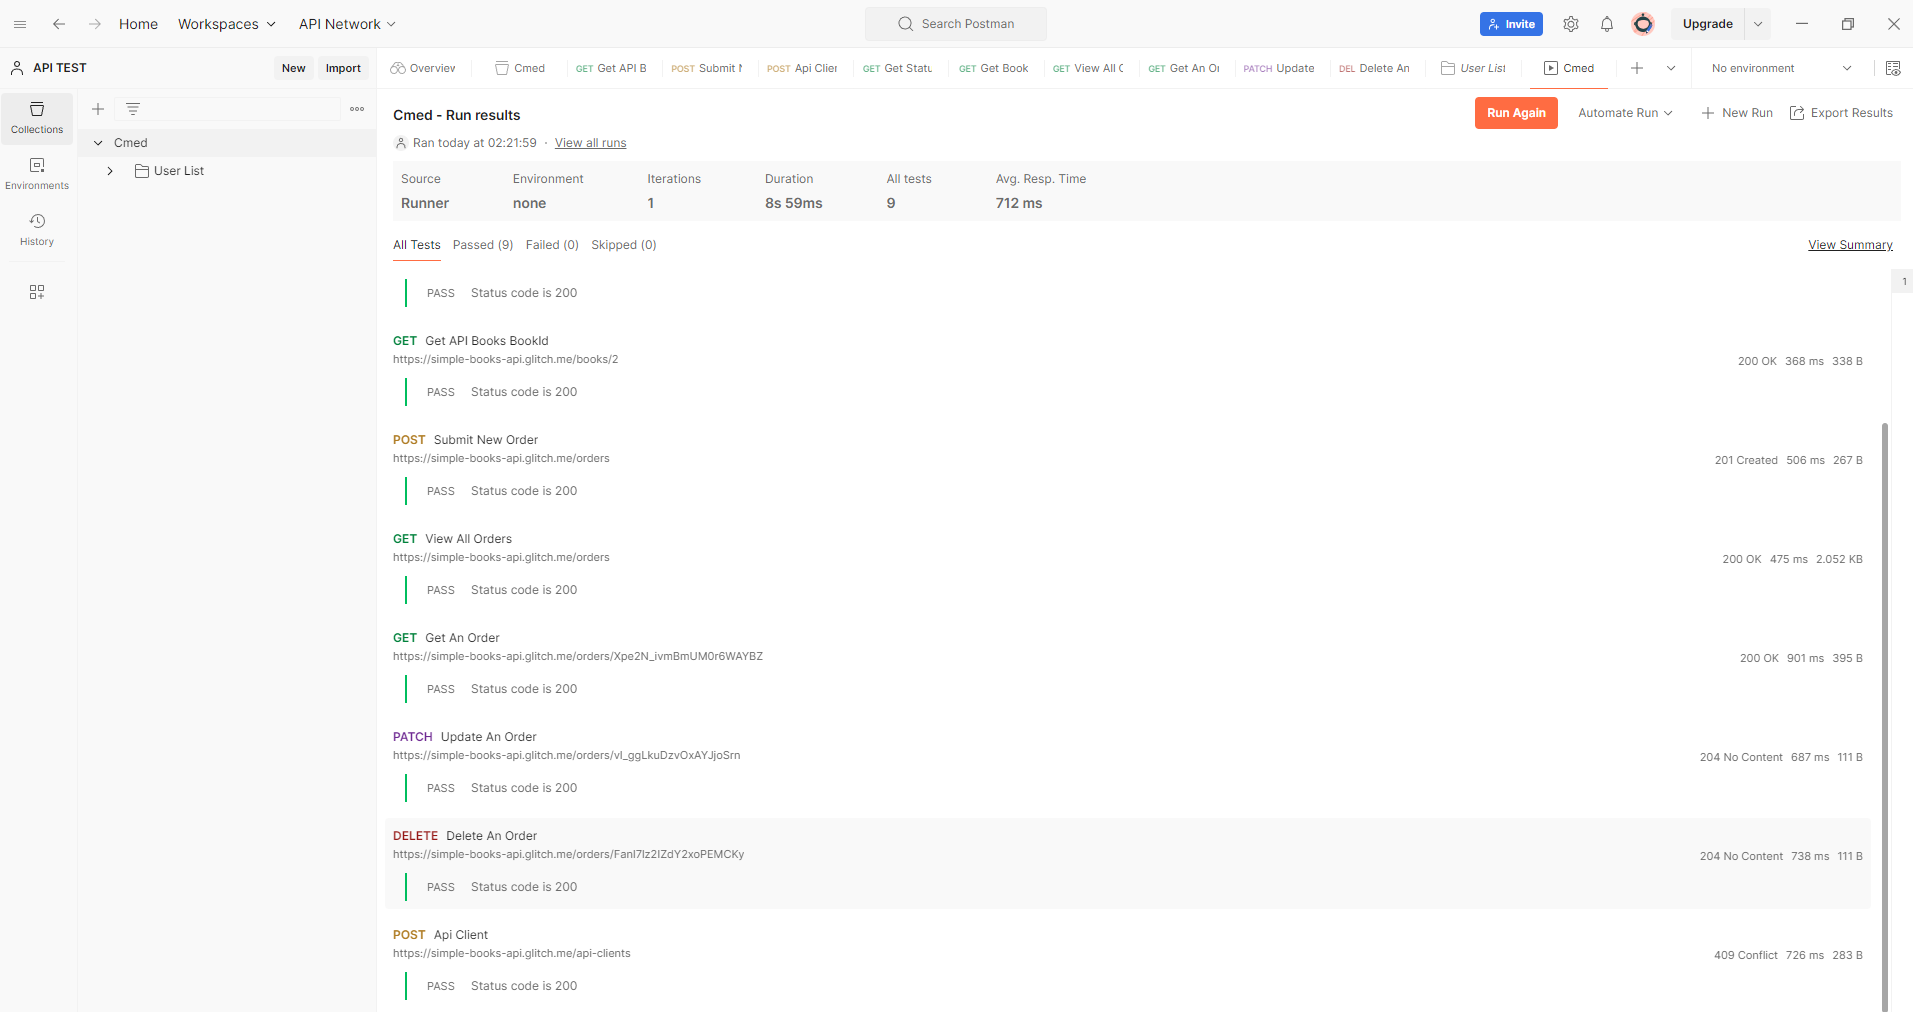 Home Workspaces API Network Search Postman Invite Upgrade
API TEST New Import Overview Cmed GET Get API B POST Submit N POST Api Clier GET Get Statu GET Get Book GET View All C GET Get An Or PATCH Update DEL Delete An User List Cmed No environment
Collections
Environments
History
Cmed
User List
Cmed - Run results
Run Again Automate Run New Run Export Results
Ran today at 02:21:59 · View all runs
Source Environment Iterations Duration All tests Avg. Resp. Time
Runner none 1 8s 59ms 9 712 ms
All Tests Passed (9) Failed (0) Skipped (0) View Summary
1
PASS Status code is 200
GET Get API Books BookId
https://simple-books-api.glitch.me/books/2
200 OK 368 ms 338 B
PASS Status code is 200
POST Submit New Order
https://simple-books-api.glitch.me/orders
201 Created 506 ms 267 B
PASS Status code is 200
GET View All Orders
https://simple-books-api.glitch.me/orders
200 OK 475 ms 2.052 KB
PASS Status code is 200
GET Get An Order
https://simple-books-api.glitch.me/orders/Xpe2N_ivmBmUM0r6WAYBZ
200 OK 901 ms 395 B
PASS Status code is 200
PATCH Update An Order
https://simple-books-api.glitch.me/orders/vl_ggLkuDzvOxAYJjoSrn
204 No Content 687 ms 111 B
PASS Status code is 200
DELETE Delete An Order
https://simple-books-api.glitch.me/orders/Fanl7lz2IZdY2xoPEMCKy
204 No Content 738 ms 111 B
PASS Status code is 200
POST Api Client
https://simple-books-api.glitch.me/api-clients
409 Conflict 726 ms 283 B
PASS Status code is 200